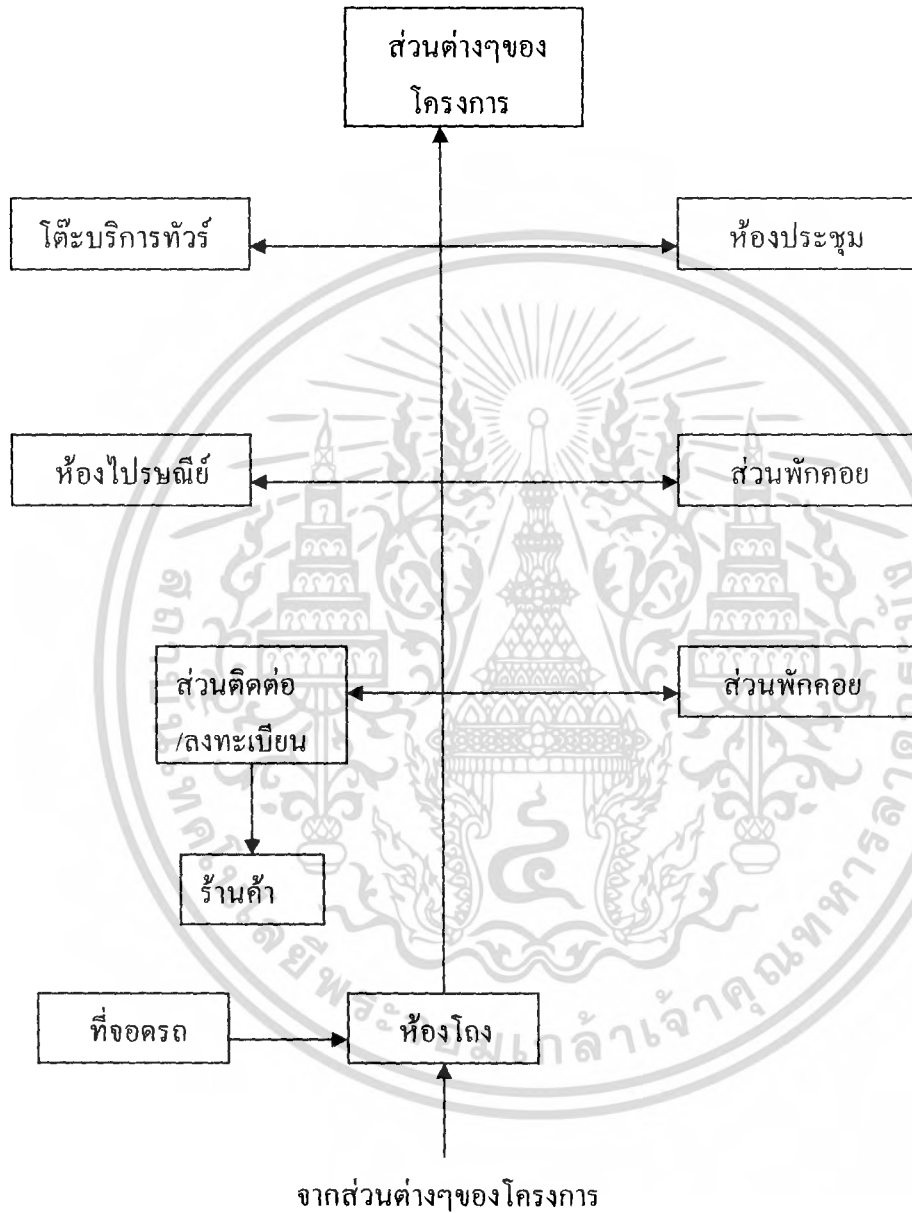 ส่วนต่างๆของ
โครงการ
โต๊ะบริการทัวร์
ห้องประชุม
ห้องไปรษณีย์
ส่วนพักคอย
ส่วนติดต่อ
/ลงทะเบียน
ส่วนพักคอย
ร้านค้า
ที่จอดรถ
ห้องโถง
จากส่วนต่างๆของโครงการ